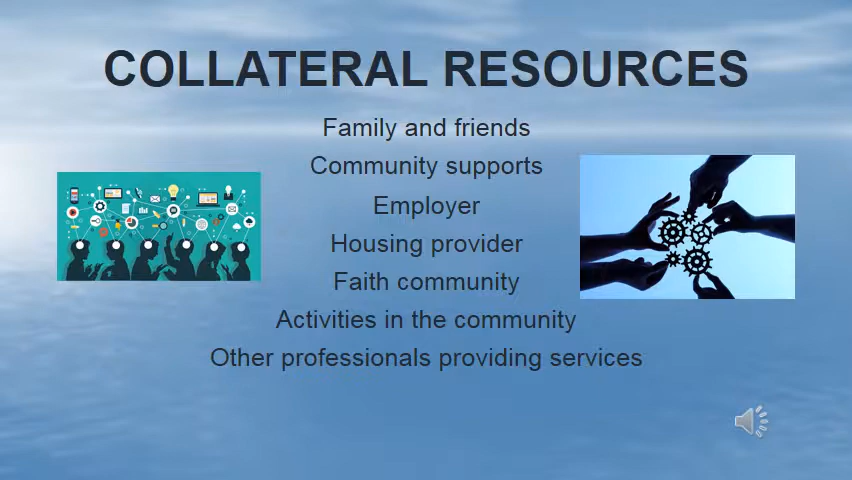 COLLATERAL RESOURCES
Family and friends
Community supports
Employer
Housing provider
Faith community
Activities in the community
Other professionals providing services